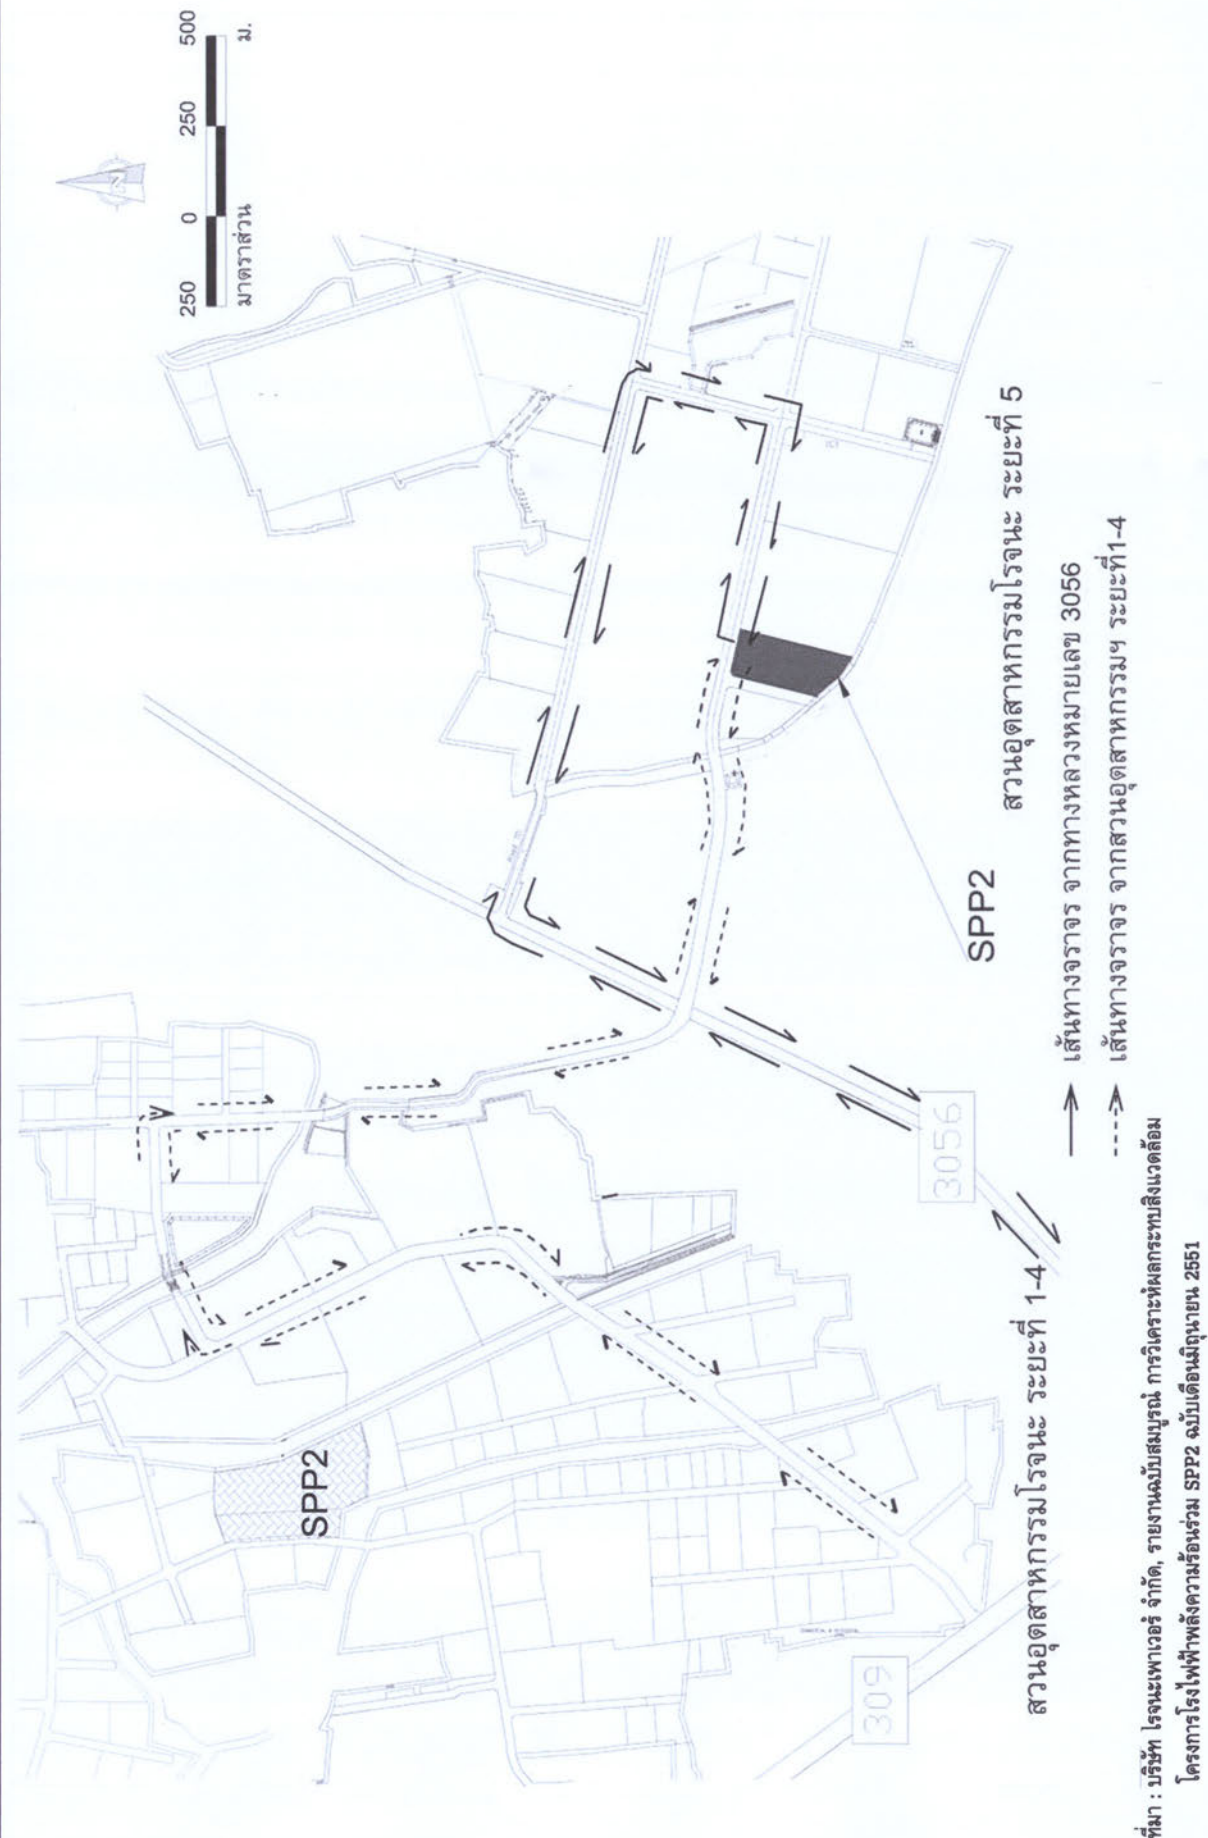 250 0 250 500
มาตราส่วน ม.
N
SPP2
สวนอุตสาหกรรมโรจนะ ระยะที่ 1-4
309
3056
SPP2
สวนอุตสาหกรรมโรจนะ ระยะที่ 5
เส้นทางจราจร จากทางหลวงหมายเลข 3056
เส้นทางจราจร จากสวนอุตสาหกรรมฯ ระยะที่1-4
ที่มา : บริษัท โรจนะเพาเวอร์ จำกัด, รายงานฉบับสมบูรณ์ การวิเคราะห์ผลกระทบสิ่งแวดล้อม
โครงการโรงไฟฟ้าพลังความร้อนร่วม SPP2 ฉบับเดือนมิถุนายน 2551